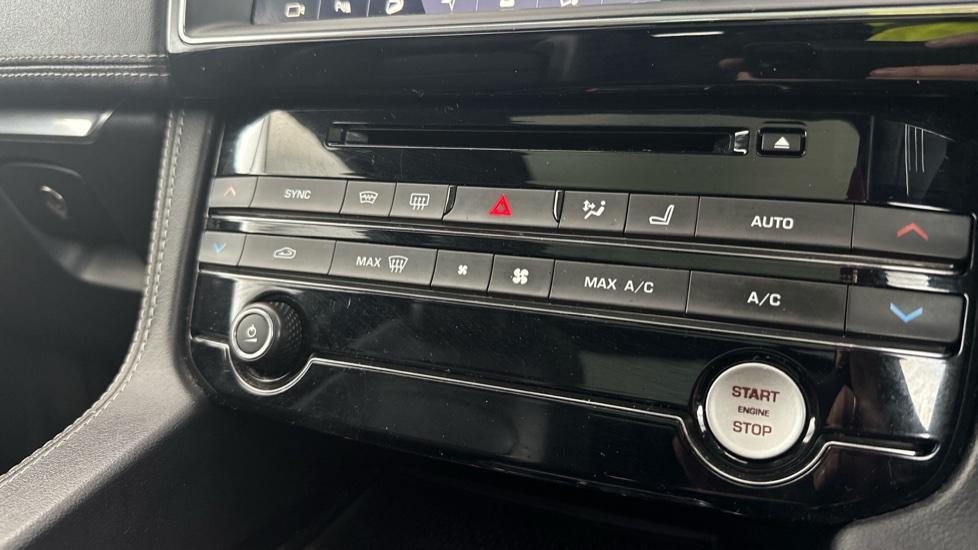 SYNC
AUTO
MAX
MAX A/C
A/C
START
ENGINE
STOP